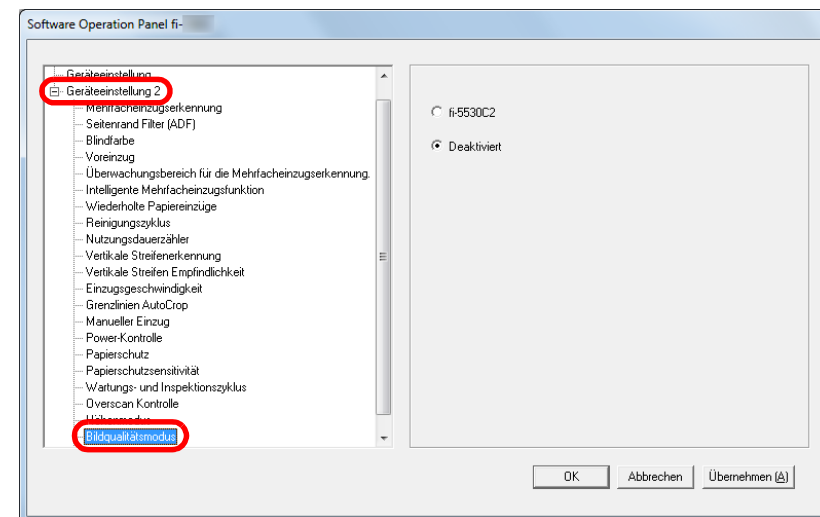 Software Operation Panel fi-
Geräteeinstellung
Geräteeinstellung 2
Mehrfacheinzugserkennung
Seitenrand Filter (ADF)
Blindfarbe
Voreinzug
Überwachungsbereich für die Mehrfacheinzugserkennung.
Intelligente Mehrfacheinzugsfunktion
Wiederholte Papiereinzüge
Reinigungszyklus
Nutzungsdauerzähler
Vertikale Streifenerkennung
Vertikale Streifen Empfindlichkeit
Einzugsgeschwindigkeit
Grenzlinien AutoCrop
Manueller Einzug
Power-Kontrolle
Papierschutz
Papierschutzsensitivität
Wartungs- und Inspektionszyklus
Overscan Kontrolle
Höhenmodus
Bildqualitätsmodus
fi-5530C2
Deaktiviert
OK
Abbrechen
Übernehmen (A)